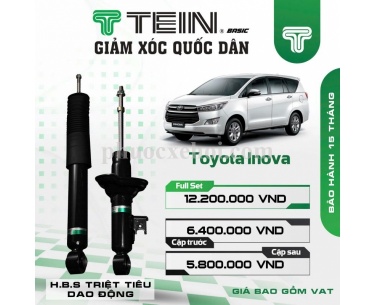 TEIN® BASIC
GIẢM XÓC QUỐC DÂN
Toyota Inova
Full Set
12.200.000 VND
6.400.000 VND
Cặp trước
Cặp sau
5.800.000 VND
H.B.S TRIỆT TIÊU
DAO ĐỘNG
GIÁ BAO GỒM VAT
BẢO HÀNH 15 THÁNG